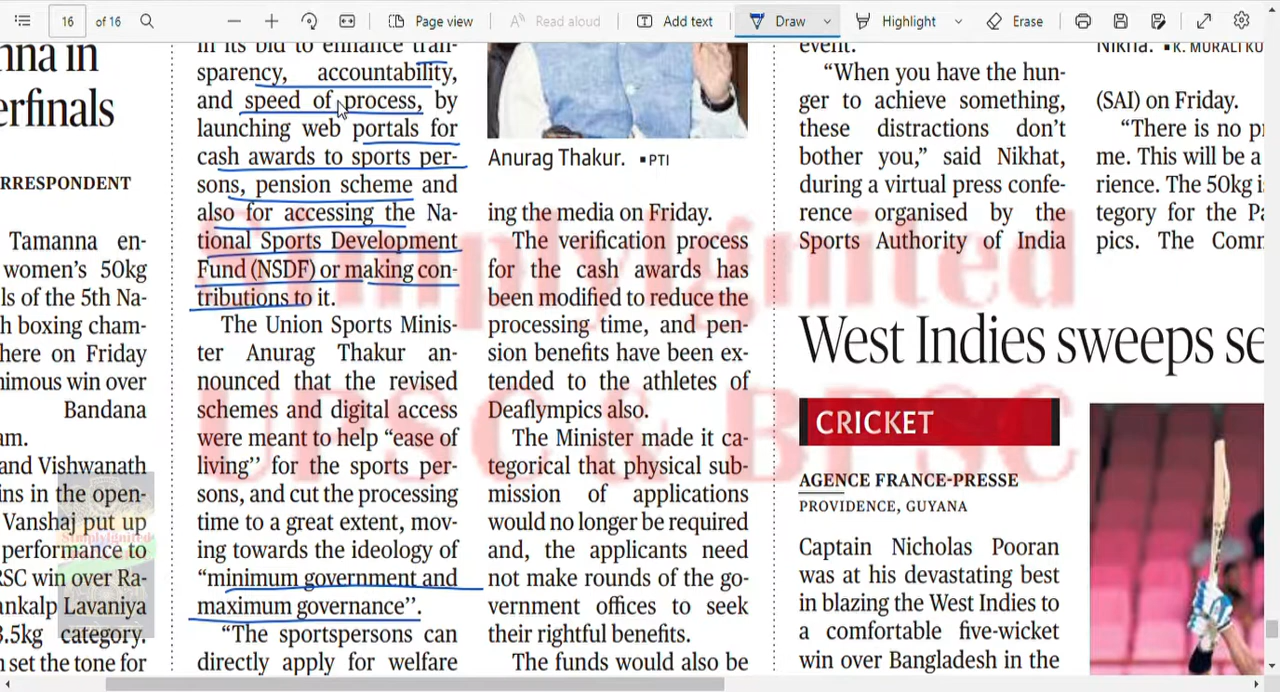 16 of 16
Page view
Read aloud
Add text
Draw
Highlight
Erase
nna in
erfinals
RRESPONDENT
Tamanna en-
women's 50kg
ls of the 5th Na-
h boxing cham-
here on Friday
nimous win over
Bandana
am.
and Vishwanath
ins in the open-
Vanshaj put up
performance to
RSC win over Ra-
ankalp Lavaniya
3.5kg category.
n set the tone for
in its bid to enhance tran-
sparency, accountability,
and speed of process, by
launching web portals for
cash awards to sports per-
sons, pension scheme and
also for accessing the Na-
tional Sports Development
Fund (NSDF) or making con-
tributions to it.
The Union Sports Minis-
ter Anurag Thakur an-
nounced that the revised
schemes and digital access
were meant to help “ease of
living’’ for the sports per-
sons, and cut the processing
time to a great extent, mov-
ing towards the ideology of
“minimum government and
maximum governance’’.
“The sportspersons can
directly apply for welfare
Anurag Thakur. ▪PTI
ing the media on Friday.
The verification process
for the cash awards has
been modified to reduce the
processing time, and pen-
sion benefits have been ex-
tended to the athletes of
Deaflympics also.
The Minister made it ca-
tegorical that physical sub-
mission of applications
would no longer be required
and, the applicants need
not make rounds of the go-
vernment offices to seek
their rightful benefits.
The funds would also be
event.
“When you have the hun-
ger to achieve something,
these distractions don’t
bother you,” said Nikhat,
during a virtual press confe-
rence organised by the
Sports Authority of India
Nikha. ▪K. MURALI KU
(SAI) on Friday.
“There is no p
me. This will be a
rience. The 50kg i
tegory for the Pa
pics. The Comm
West Indies sweeps se
CRICKET
AGENCE FRANCE-PRESSE
PROVIDENCE, GUYANA
Captain Nicholas Pooran
was at his devastating best
in blazing the West Indies to
a comfortable five-wicket
win over Bangladesh in the
SimplyIgnited
UPSC & BPSC
SimplyIgnited